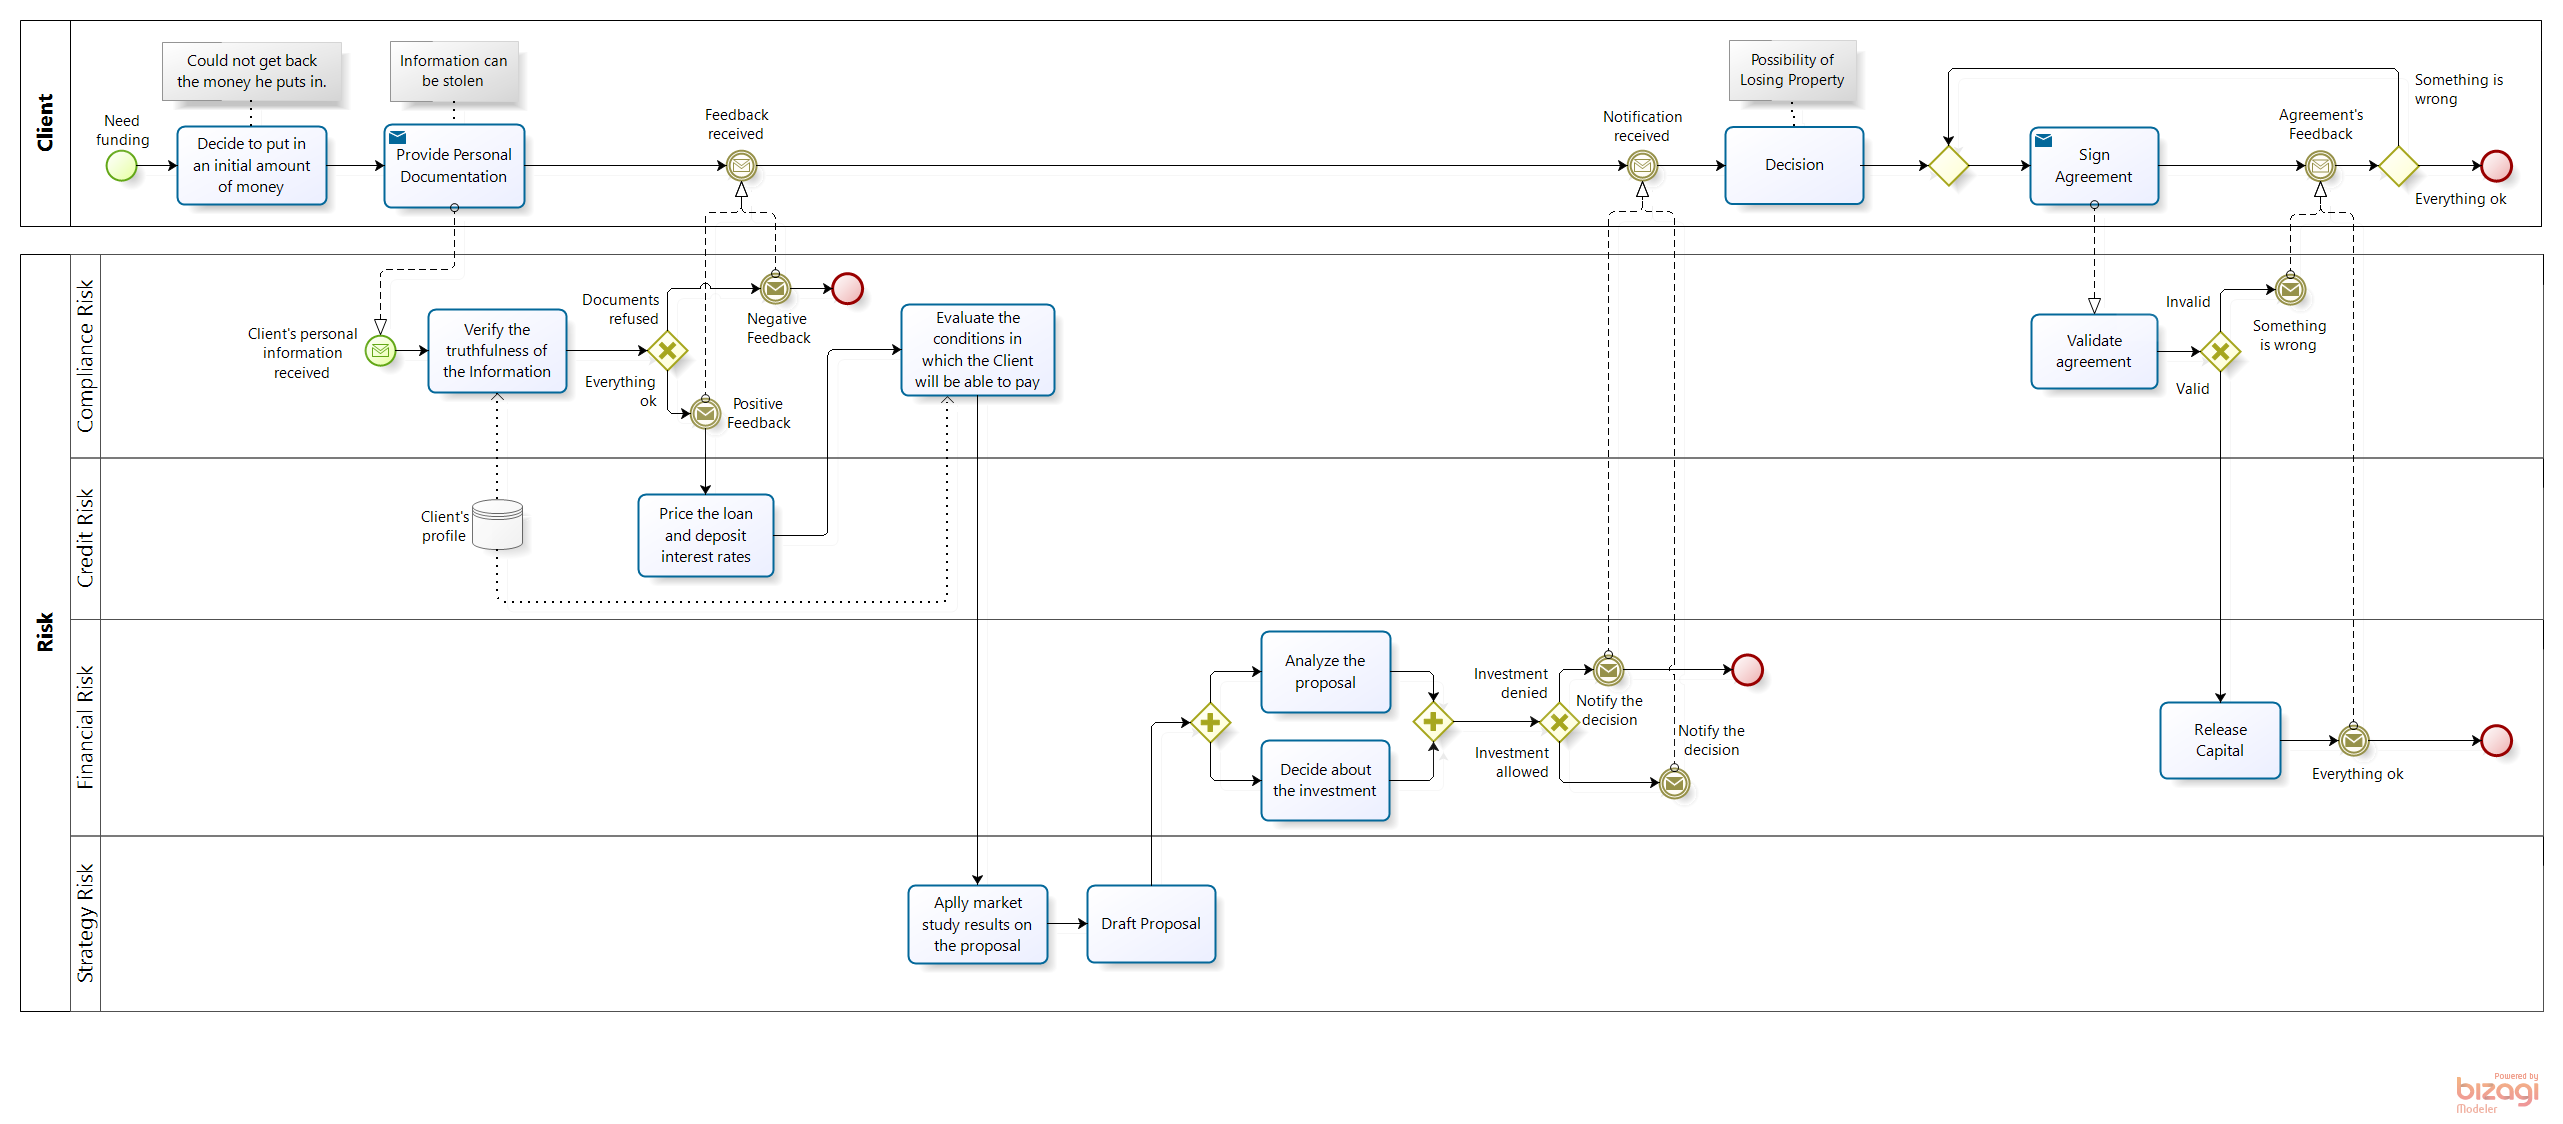 Client
Could not get back
the money he puts in.
Information can
be stolen
Possibility of
Losing Property
Something is
wrong
Need
funding
Feedback
received
Notification
received
Agreement's
Feedback
Decide to put in
an initial amount
of money
Provide Personal
Documentation
Decision
Sign
Agreement
Everything ok
Risk
Compliance Risk
Client's personal
information
received
Verify the
truthfulness of
the Information
Documents
refused
Everything
ok
Negative
Feedback
Positive
Feedback
Evaluate the
conditions in
which the Client
will be able to pay
Validate
agreement
Invalid
Valid
Something
is wrong
Credit Risk
Client's
profile
Price the loan
and deposit
interest rates
Financial Risk
Analyze the
proposal
Decide about
the investment
Investment
denied
Investment
allowed
Notify the
decision
Notify the
decision
Release
Capital
Everything ok
Strategy Risk
Aplly market
study results on
the proposal
Draft Proposal
Powered by
bizagi
Modeler